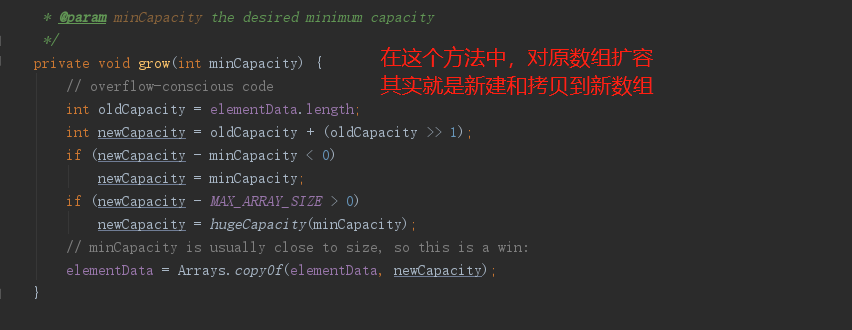 * @param minCapacity the desired minimum capacity
*/
private void grow(int minCapacity) {
在这个方法中，对原数组扩容
其实就是新建和拷贝到新数组
// overflow-conscious code
int oldCapacity = elementData.length;
int newCapacity = oldCapacity + (oldCapacity >> 1);
if (newCapacity - minCapacity < 0)
newCapacity = minCapacity;
if (newCapacity - MAX_ARRAY_SIZE > 0)
newCapacity = hugeCapacity(minCapacity);
// minCapacity is usually close to size, so this is a win:
elementData = Arrays.copyOf(elementData, newCapacity);
}